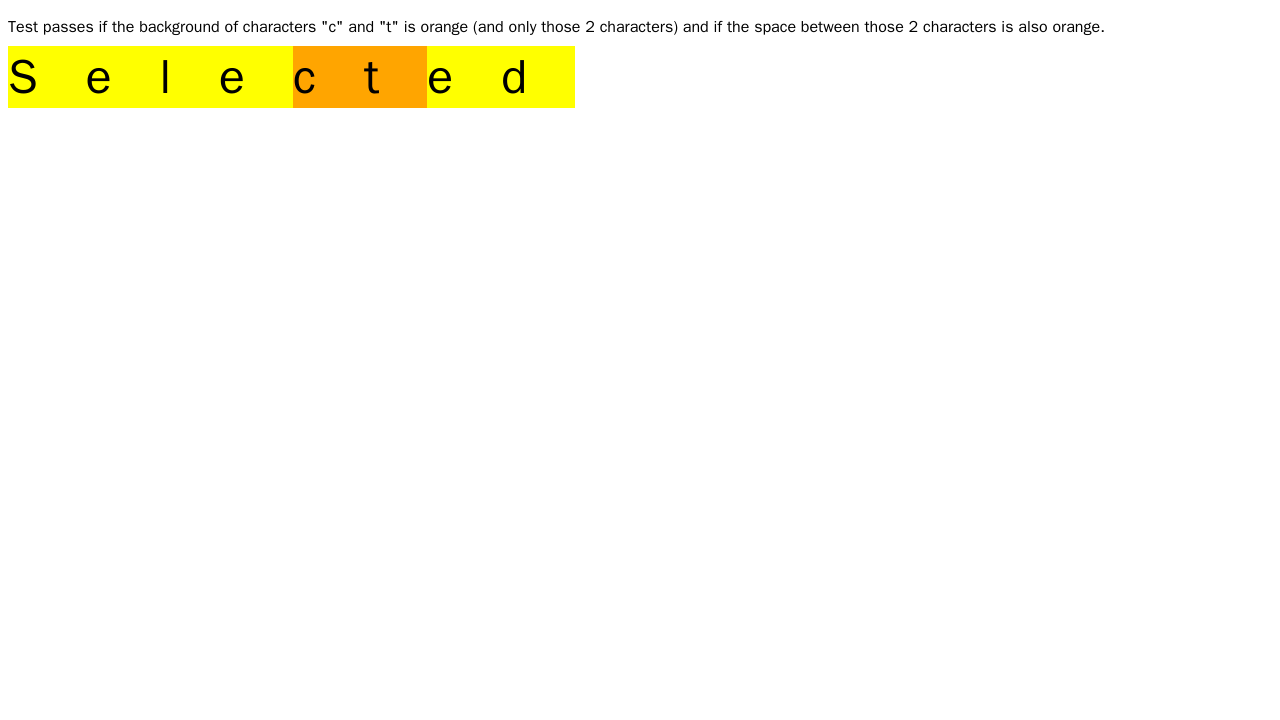 Test passes if the background of characters "c" and "t" is orange (and only those 2 characters) and if the space between those 2 characters is also orange.
S e l e c t e d